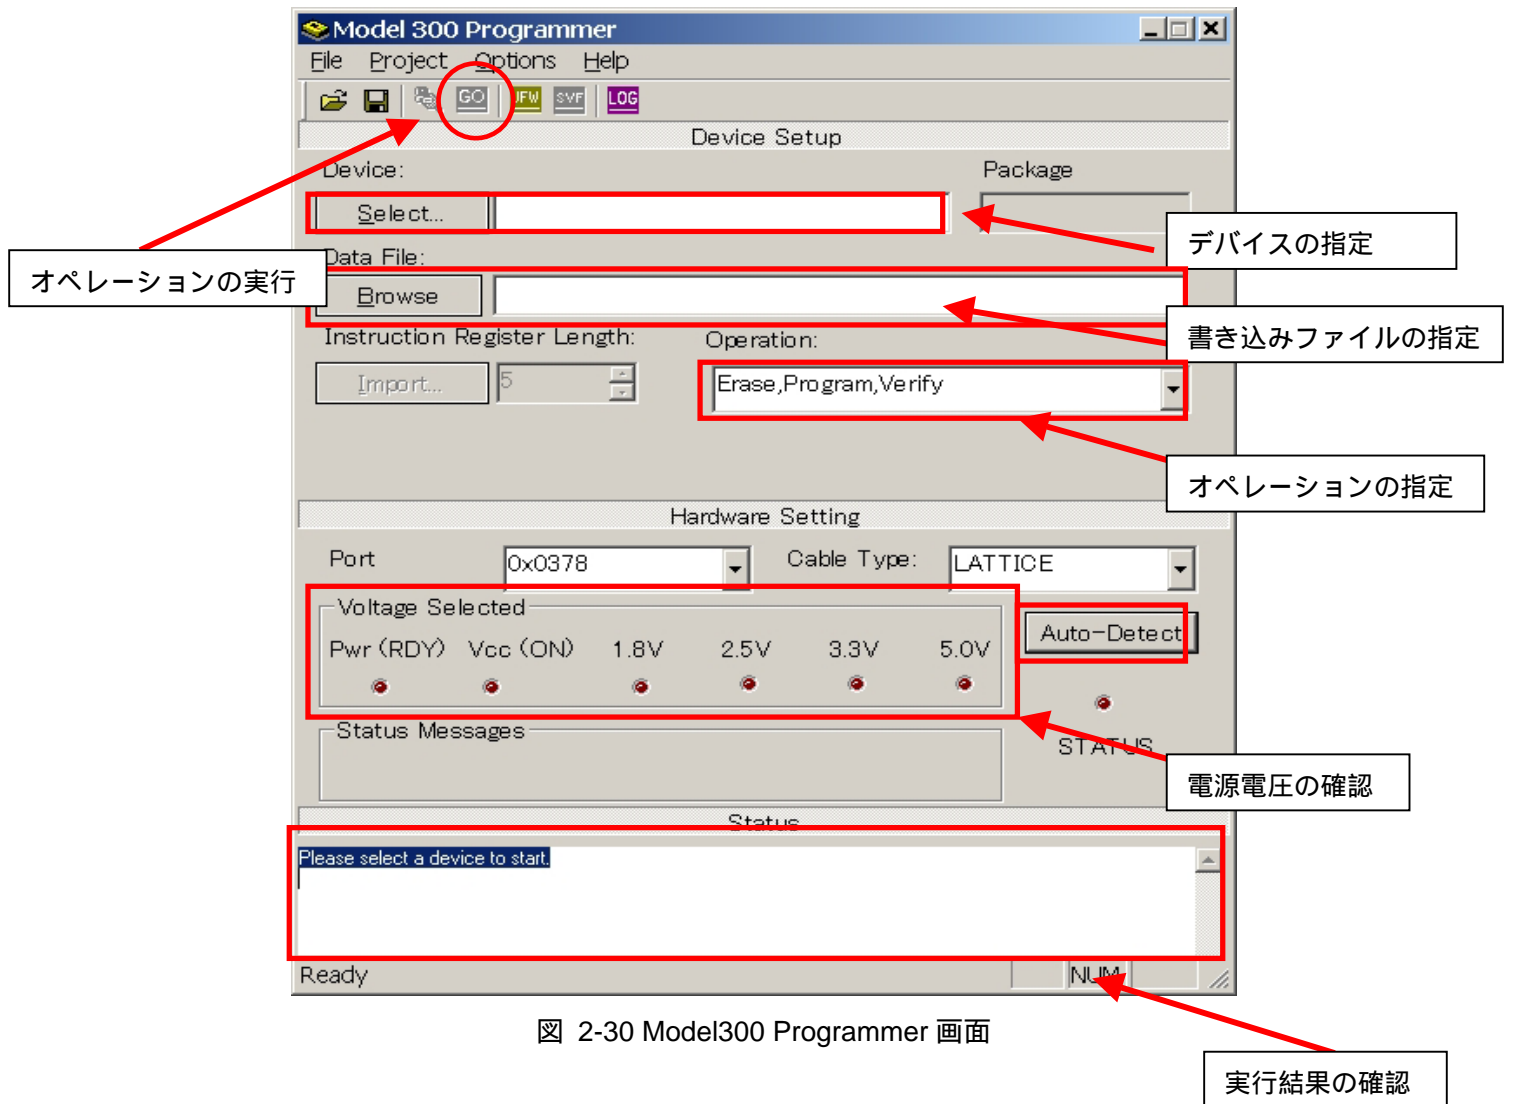 Model 300 Programmer
File Project Options Help
GO SVF LOG
Device Setup
Device: Package
Select...
デバイスの指定
Data File:
オペレーションの実行
Browse
書き込みファイルの指定
Instruction Register Length: Operation:
Import... 5 Erase,Program,Verify
オペレーションの指定
Hardware Setting
Port 0x0378 Cable Type: LATTICE
Voltage Selected
Auto-Detect
Pwr (RDY) Vcc (ON) 1.8V 2.5V 3.3V 5.0V
Status Messages
STATUS
電源電圧の確認
Status
Please select a device to start.
Ready NUM
図 2-30 Model300 Programmer 画面
実行結果の確認